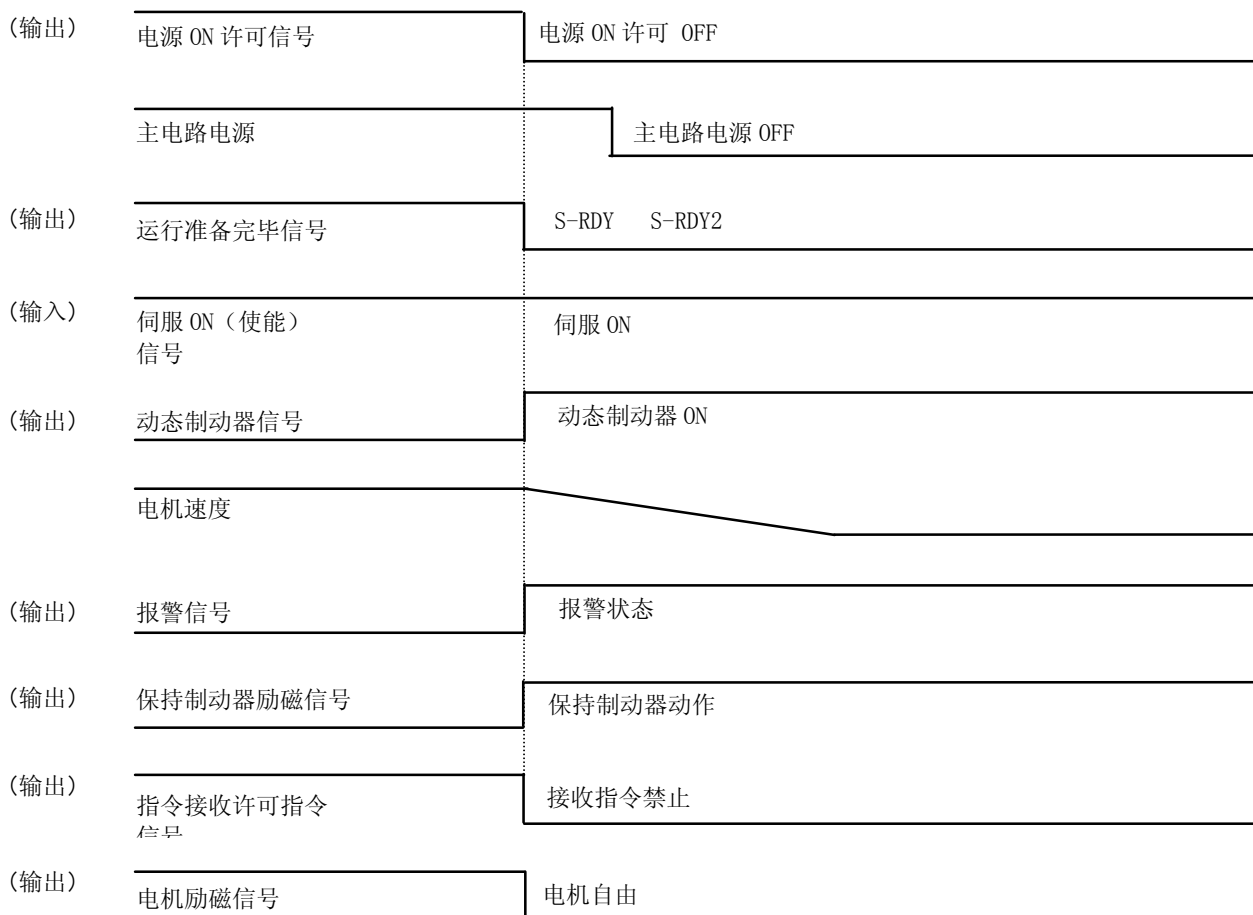 (输出) 电源 ON 许可信号 电源 ON 许可 OFF
主电路电源 主电路电源 OFF
(输出) 运行准备完毕信号 S-RDY S-RDY2
(输入) 伺服 ON（使能） 伺服 ON
信号
(输出) 动态制动器信号 动态制动器 ON
电机速度
(输出) 报警信号 报警状态
(输出) 保持制动器励磁信号 保持制动器动作
(输出) 指令接收许可指令 接收指令禁止
信号
(输出) 电机励磁信号 电机自由